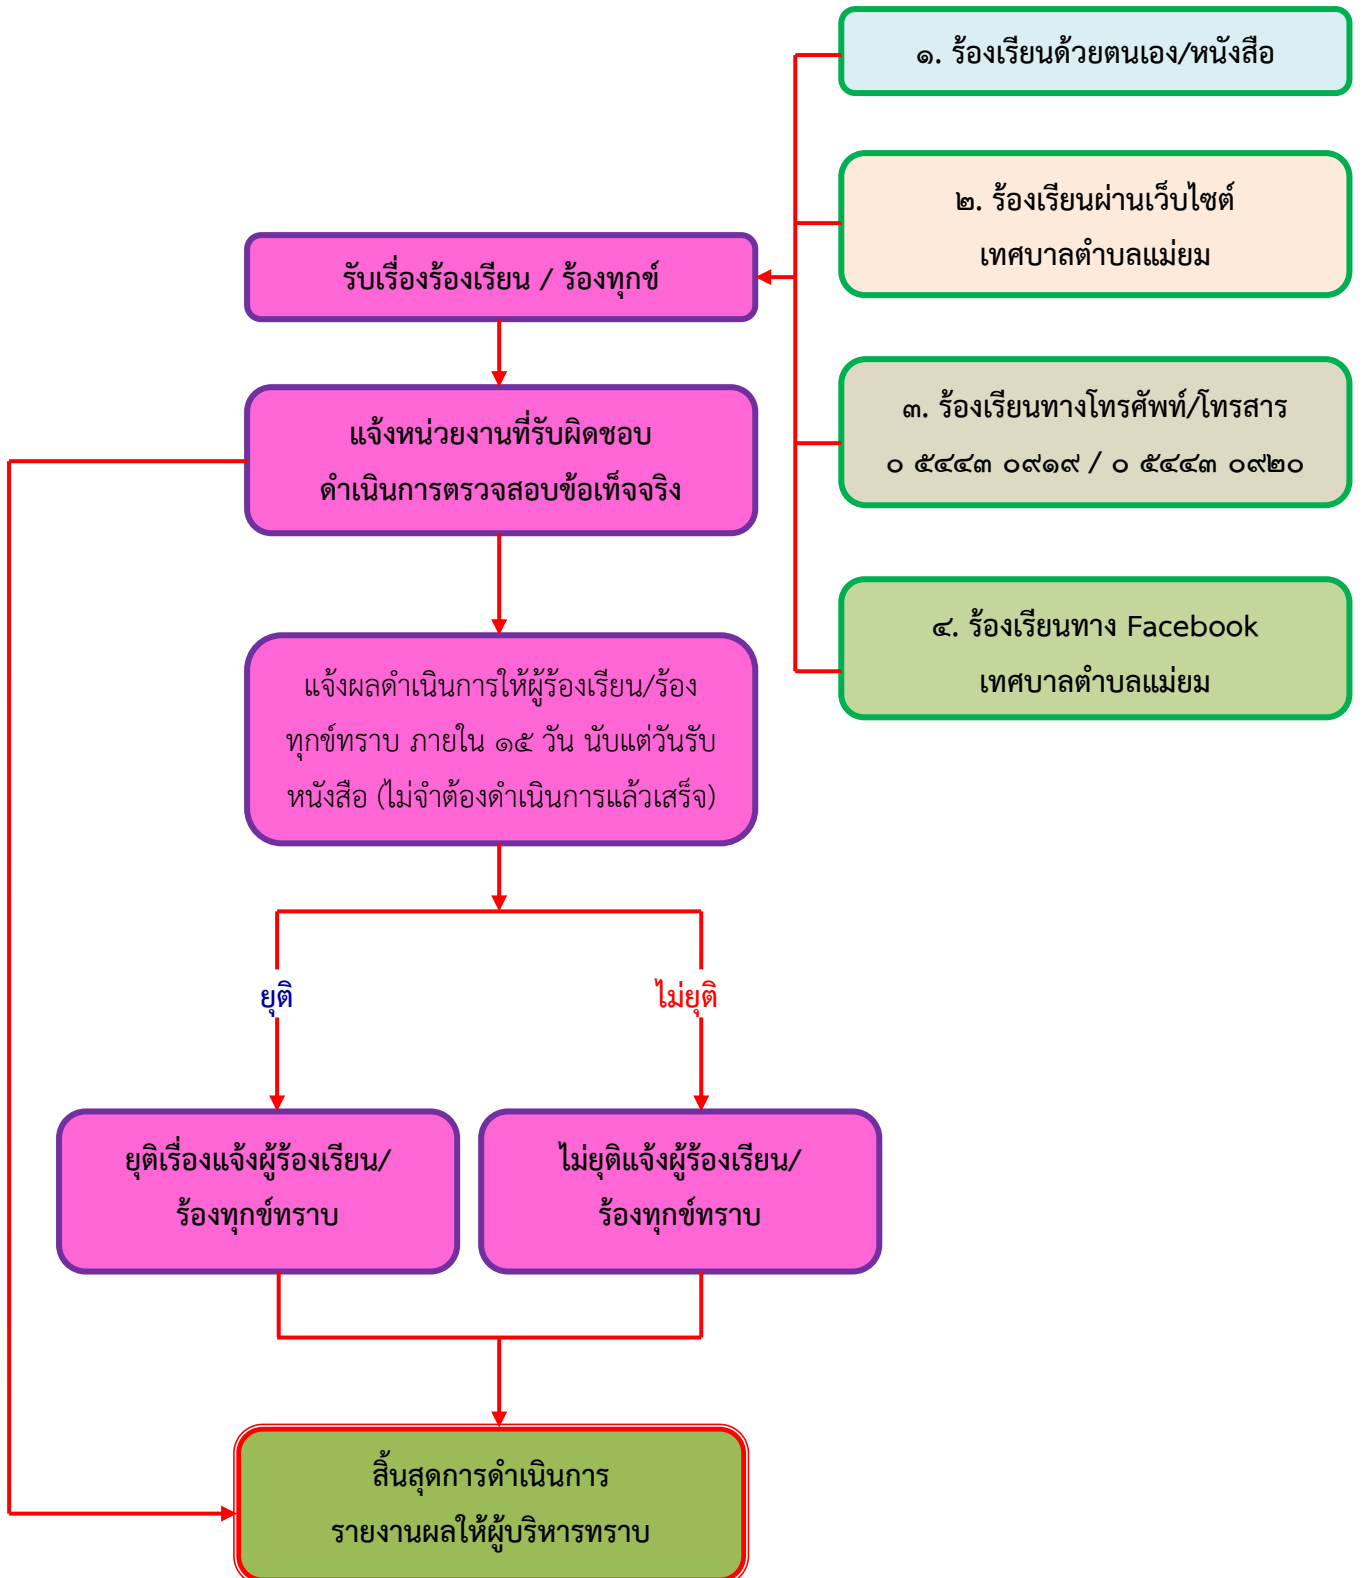 ๑. ร้องเรียนด้วยตนเอง/หนังสือ
๒. ร้องเรียนผ่านเว็บไซต์
เทศบาลตำบลแม่ยม
๓. ร้องเรียนทางโทรศัพท์/โทรสาร
๐ ๕๔๔๓ ๐๙๑๙ / ๐ ๕๔๔๓ ๐๙๒๐
๔. ร้องเรียนทาง Facebook
เทศบาลตำบลแม่ยม
รับเรื่องร้องเรียน / ร้องทุกข์
แจ้งหน่วยงานที่รับผิดชอบ
ดำเนินการตรวจสอบข้อเท็จจริง
แจ้งผลดำเนินการให้ผู้ร้องเรียน/ร้อง
ทุกข์ทราบ ภายใน ๑๕ วัน นับแต่วันรับ
หนังสือ (ไม่จำต้องดำเนินการแล้วเสร็จ)
ยุติ
ไม่ยุติ
ยุติเรื่องแจ้งผู้ร้องเรียน/
ร้องทุกข์ทราบ
ไม่ยุติแจ้งผู้ร้องเรียน/
ร้องทุกข์ทราบ
สิ้นสุดการดำเนินการ
รายงานผลให้ผู้บริหารทราบ